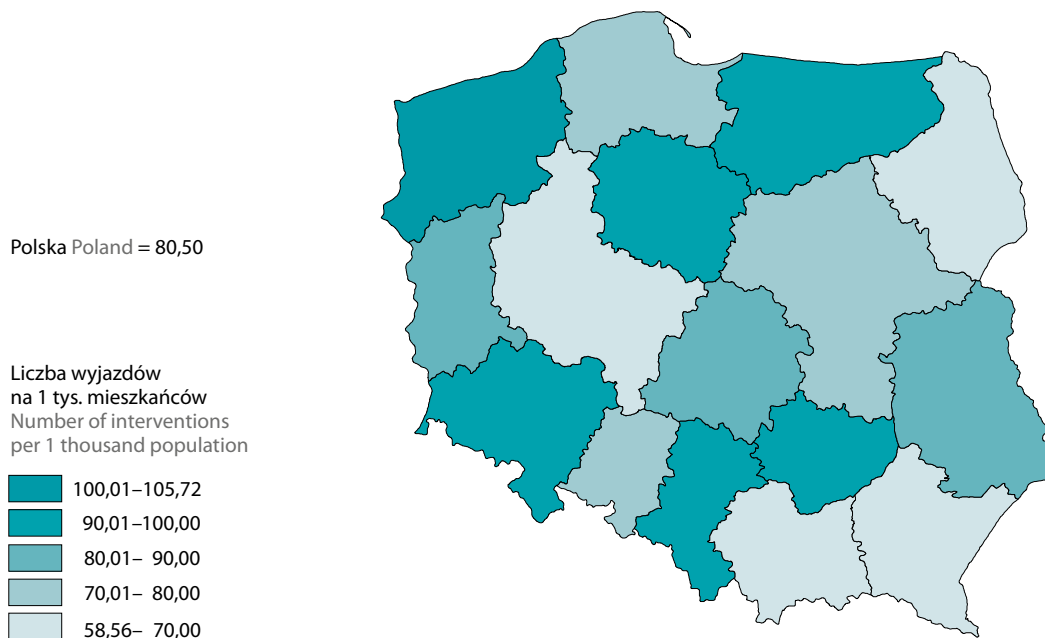 Polska Poland = 80,50
Liczba wyjazdów
na 1 tys. mieszkańców
Number of interventions
per 1 thousand population
100,01–105,72
90,01–100,00
80,01– 90,00
70,01– 80,00
58,56– 70,00